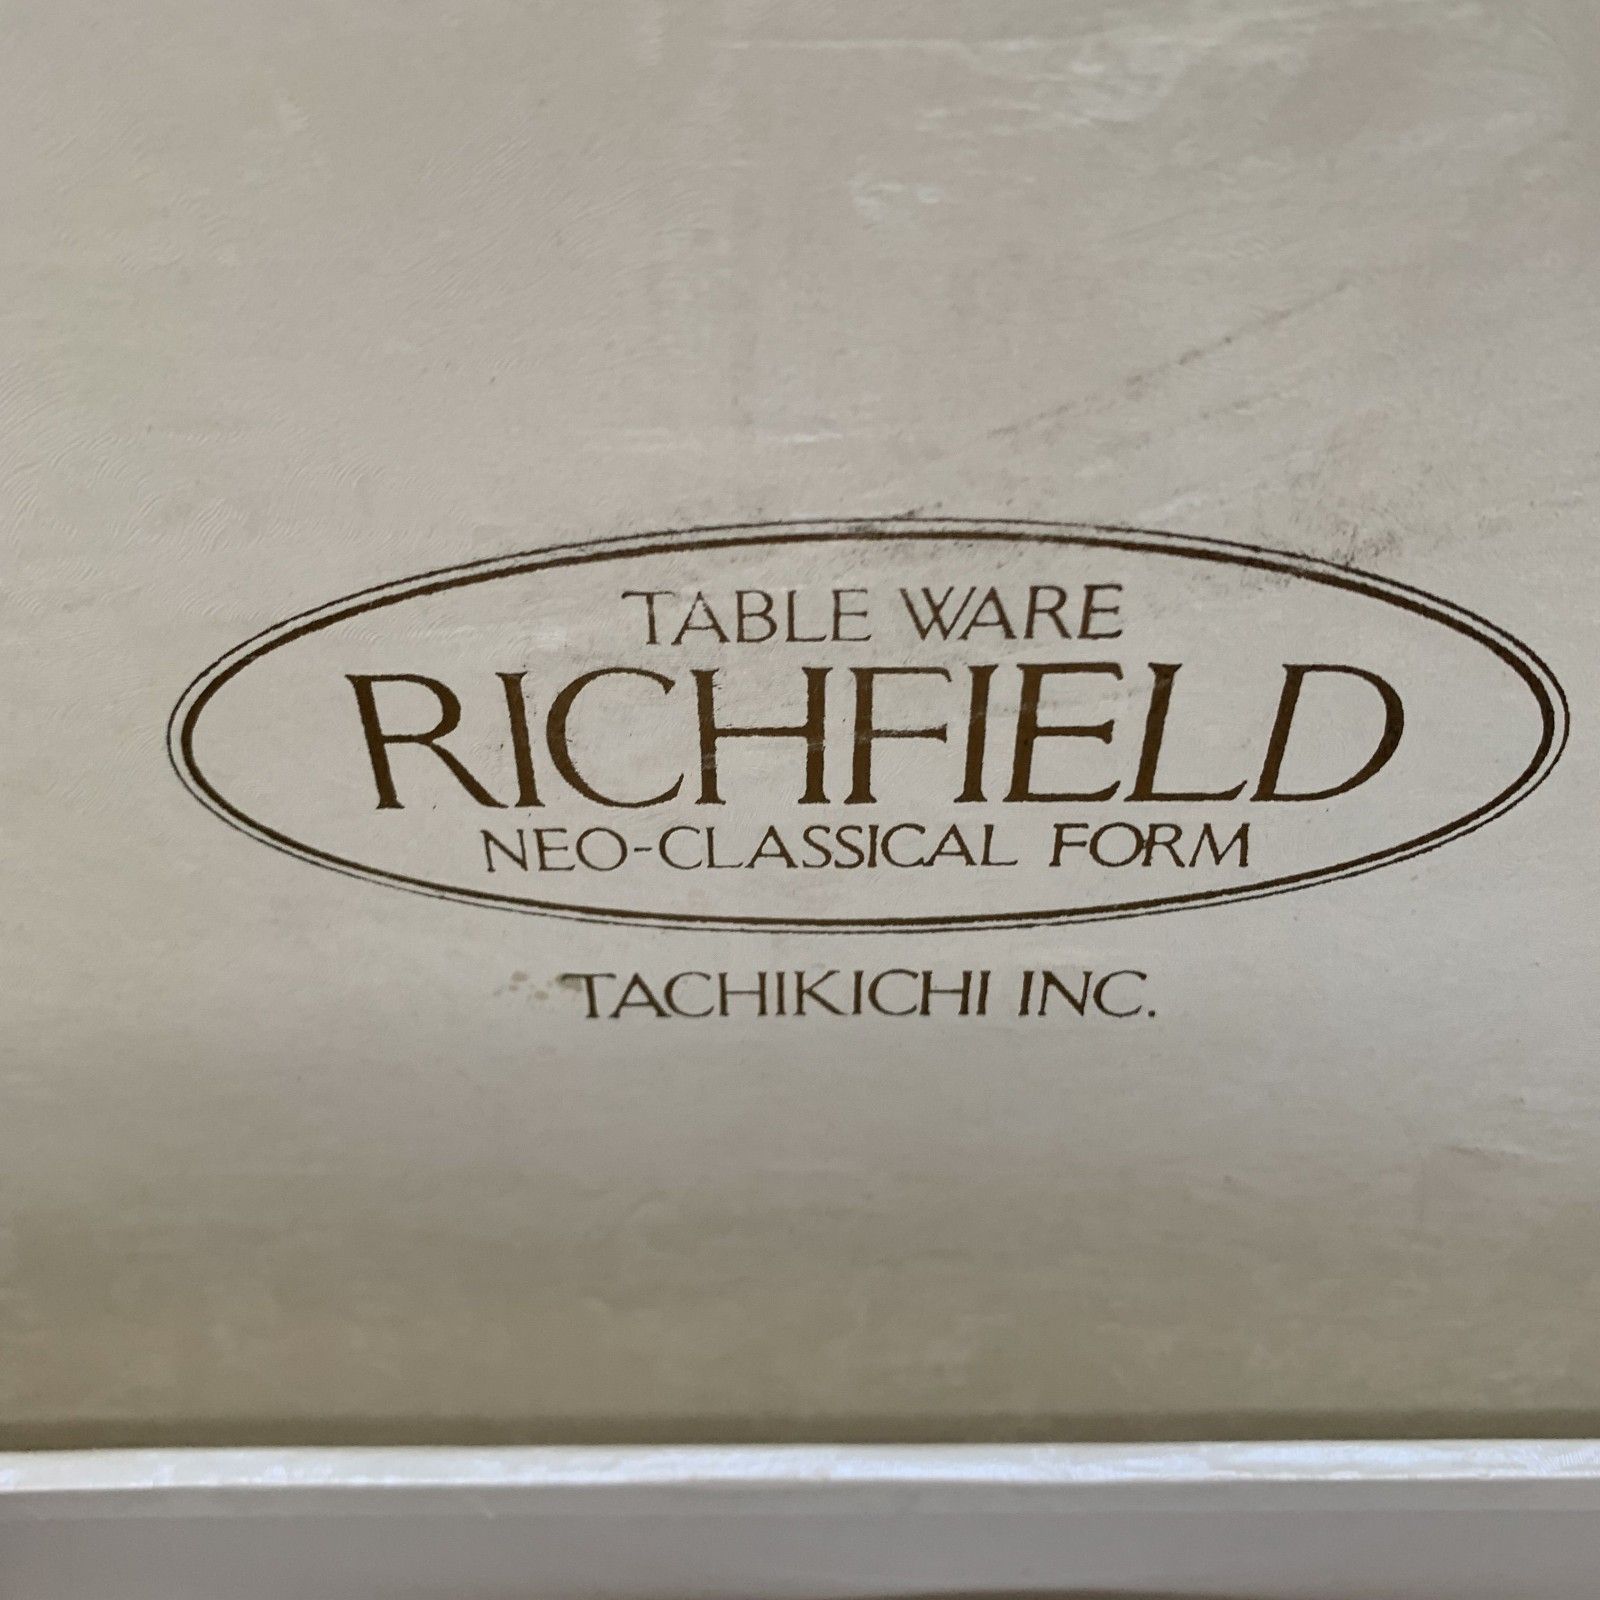 TABLE WARE
RICHFIELD
NEO-CLASSICAL FORM
TACHIKICHI INC.